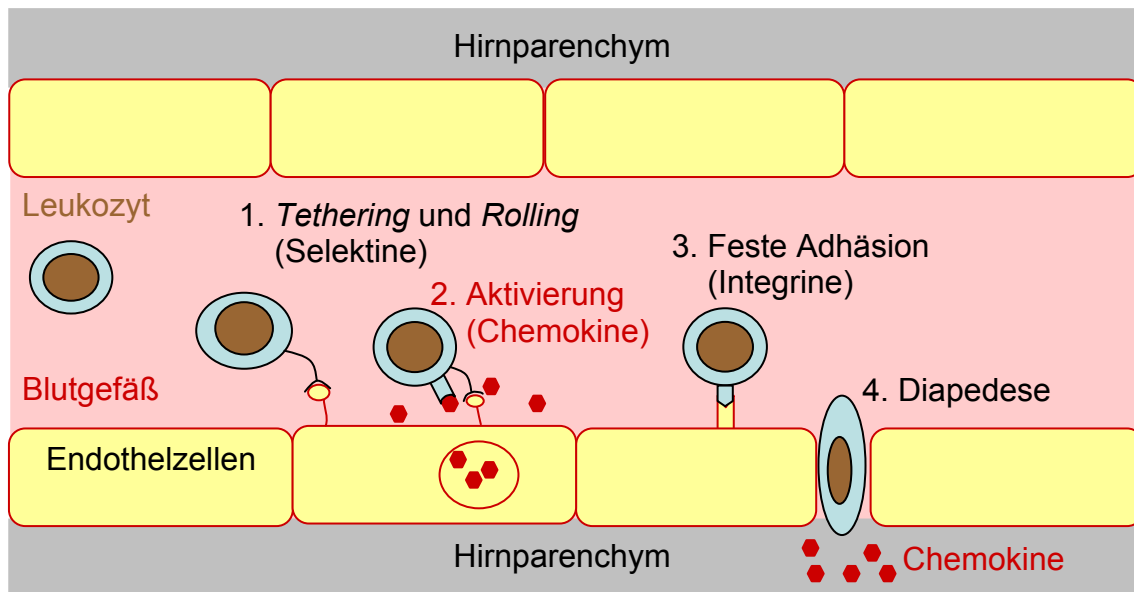 Hirnparenchym
Leukozyt
1. Tethering und Rolling
(Selektine)
2. Aktivierung
(Chemokine)
3. Feste Adhäsion
(Integrine)
Blutgefäß
4. Diapedese
Endothelzellen
Hirnparenchym
Chemokine